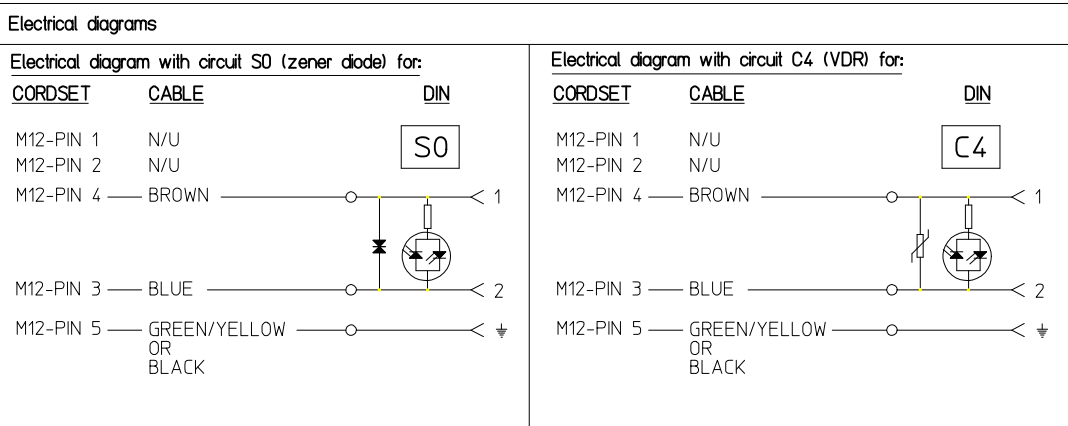 Electrical diagrams
Electrical diagram with circuit S0 (zener diode) for:
CORDSET CABLE DIN
M12-PIN 1 N/U
S0
M12-PIN 2 N/U
M12-PIN 4 BROWN 1
M12-PIN 3 BLUE 2
M12-PIN 5 GREEN/YELLOW
OR
BLACK
Electrical diagram with circuit C4 (VDR) for:
CORDSET CABLE DIN
M12-PIN 1 N/U
C4
M12-PIN 2 N/U
M12-PIN 4 BROWN 1
M12-PIN 3 BLUE 2
M12-PIN 5 GREEN/YELLOW
OR
BLACK